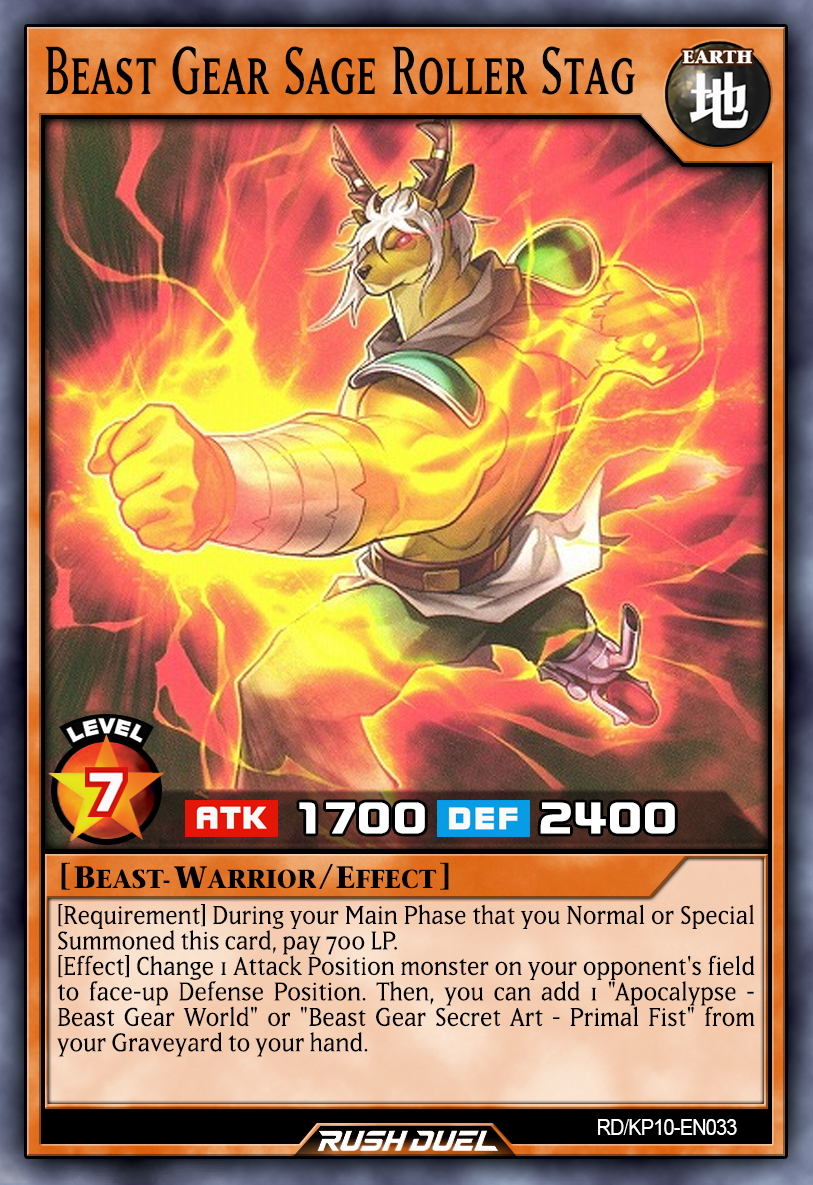 Beast Gear Sage Roller Stag
EARTH
地
LEVEL
7
ATK 1700 DEF 2400
[Beast-Warrior/Effect]
[Requirement] During your Main Phase that you Normal or Special
Summoned this card, pay 700 LP.
[Effect] Change 1 Attack Position monster on your opponent's field
to face-up Defense Position. Then, you can add 1 "Apocalypse -
Beast Gear World" or "Beast Gear Secret Art - Primal Fist" from
your Graveyard to your hand.
RD/KP10-EN033
RUSH DUEL